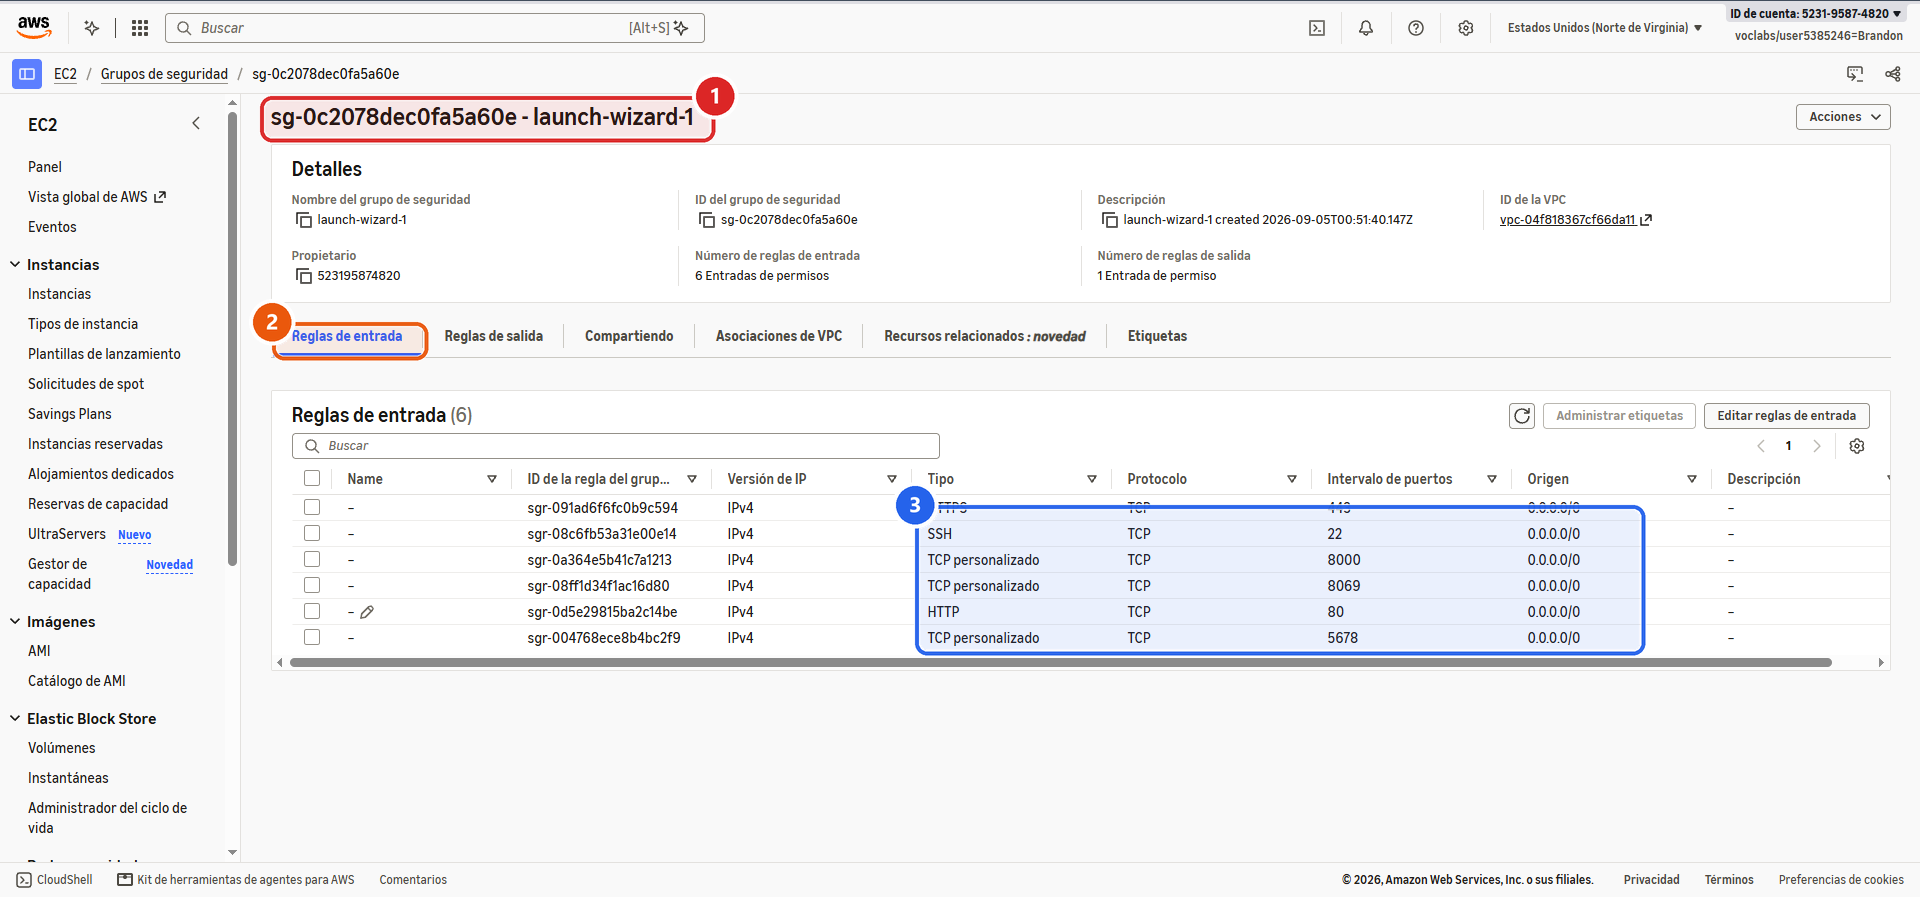 aws
Buscar [Alt+S]
Estados Unidos (Norte de Virginia)
ID de cuenta: 5231-9587-4820
voclabs/user5385246=Brandon
EC2 / Grupos de seguridad / sg-0c2078dec0fa5a60e
EC2
Panel
Vista global de AWS
Eventos
Instancias
Instancias
Tipos de instancia
Plantillas de lanzamiento
Solicitudes de spot
Savings Plans
Instancias reservadas
Alojamientos dedicados
Reservas de capacidad
UltraServers Nuevo
Gestor de capacidad Novedad
Imágenes
AMI
Catálogo de AMI
Elastic Block Store
Volúmenes
Instantáneas
Administrador del ciclo de vida
sg-0c2078dec0fa5a60e - launch-wizard-1
1
Acciones
Detalles
Nombre del grupo de seguridad
launch-wizard-1
ID del grupo de seguridad
sg-0c2078dec0fa5a60e
Descripción
launch-wizard-1 created 2026-09-05T00:51:40.147Z
ID de la VPC
vpc-04f818367cf66da11
Propietario
523195874820
Número de reglas de entrada
6 Entradas de permisos
Número de reglas de salida
1 Entrada de permiso
2
Reglas de entrada Reglas de salida Compartiendo Asociaciones de VPC Recursos relacionados : novedad Etiquetas
Reglas de entrada (6)
Administrar etiquetas Editar reglas de entrada
Buscar
1
Name ID de la regla del grup... Versión de IP Tipo Protocolo Intervalo de puertos Origen Descripción
3
– sgr-091ad6f6fc0b9c594 IPv4 HTTPS TCP 443 0.0.0.0/0 –
– sgr-08c6fb53a31e00e14 IPv4 SSH TCP 22 0.0.0.0/0 –
– sgr-0a364e5b41c7a1213 IPv4 TCP personalizado TCP 8000 0.0.0.0/0 –
– sgr-08ff1d34f1ac16d80 IPv4 TCP personalizado TCP 8069 0.0.0.0/0 –
– sgr-0d5e29815ba2c14be IPv4 HTTP TCP 80 0.0.0.0/0 –
– sgr-004768ece8b4bc2f9 IPv4 TCP personalizado TCP 5678 0.0.0.0/0 –
CloudShell Kit de herramientas de agentes para AWS Comentarios
© 2026, Amazon Web Services, Inc. o sus filiales. Privacidad Términos Preferencias de cookies